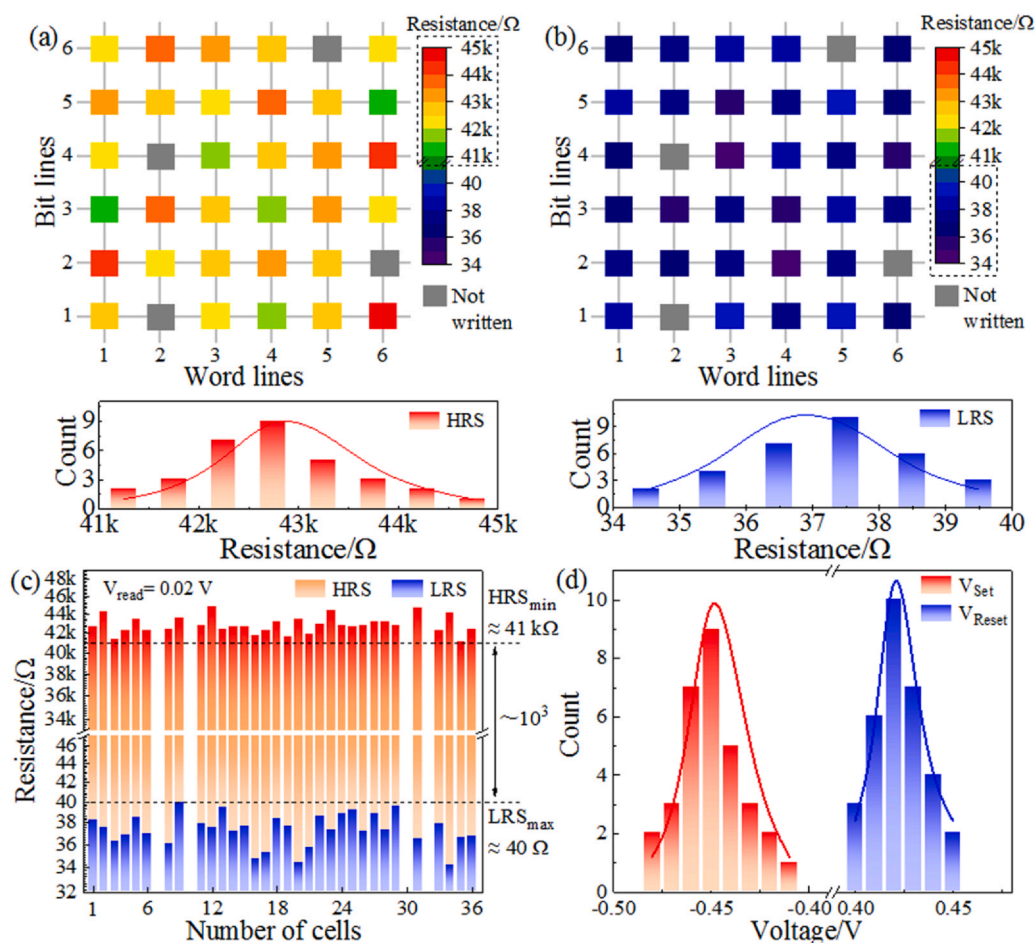 (a)
Resistance/Ω
6
5
4
3
2
1
Bit lines
1 2 3 4 5 6
Word lines
45k
44k
43k
42k
41k
40
38
36
34
Not
written
(b)
Resistance/Ω
6
5
4
3
2
1
Bit lines
1 2 3 4 5 6
Word lines
45k
44k
43k
42k
41k
40
38
36
34
Not
written
Count
9
6
3
0
HRS
41k 42k 43k 44k 45k
Resistance/Ω
Count
9
6
3
0
LRS
34 35 36 37 38 39 40
Resistance/Ω
(c)
Resistance/Ω
48k
46k
44k
42k
40k
38k
36k
34k
46
44
42
40
38
36
34
32
V_read= 0.02 V
HRS
LRS
HRS_min
≈ 41 kΩ
~10³
LRS_max
≈ 40 Ω
1 6 12 18 24 30 36
Number of cells
(d)
Count
10
8
6
4
2
0
V_Set
V_Reset
-0.50 -0.45 -0.40 0.40 0.45
Voltage/V